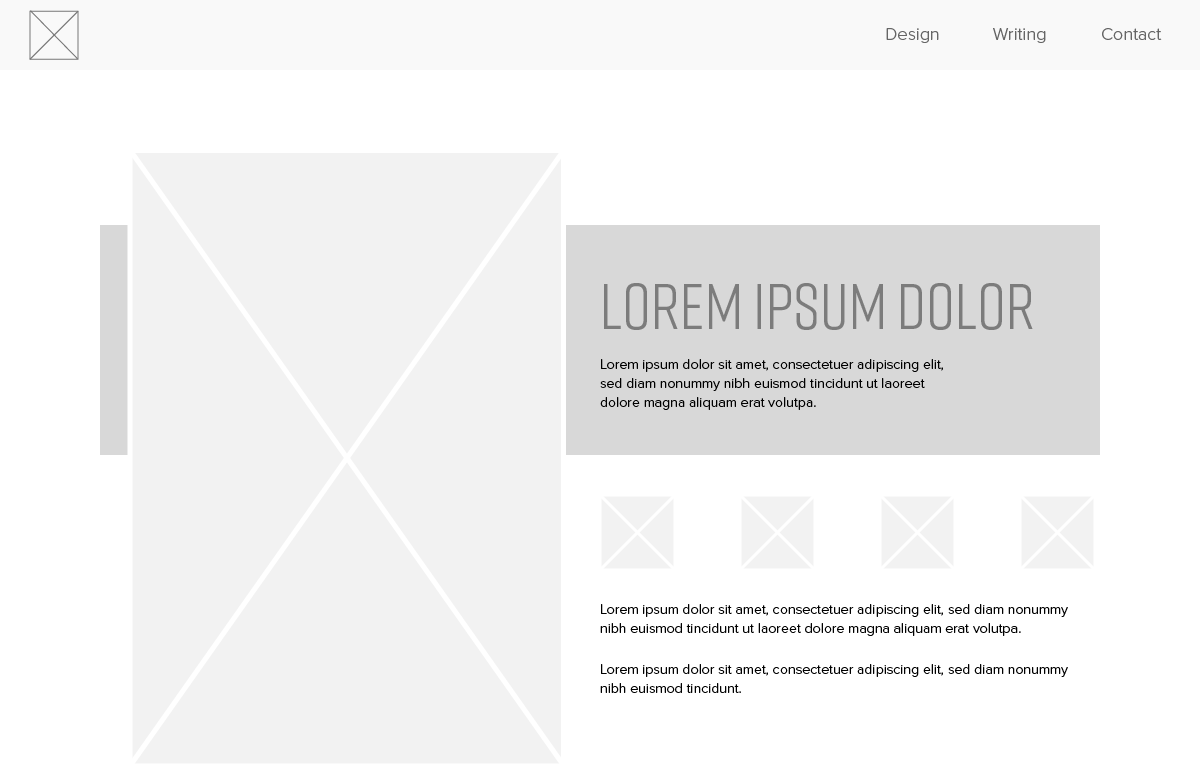 Design
Writing
Contact
LOREM IPSUM DOLOR
Lorem ipsum dolor sit amet, consectetuer adipiscing elit,
sed diam nonummy nibh euismod tincidunt ut laoreet
dolore magna aliquam erat volutpa.
Lorem ipsum dolor sit amet, consectetuer adipiscing elit, sed diam nonummy
nibh euismod tincidunt ut laoreet dolore magna aliquam erat volutpa.
Lorem ipsum dolor sit amet, consectetuer adipiscing elit, sed diam nonummy
nibh euismod tincidunt.